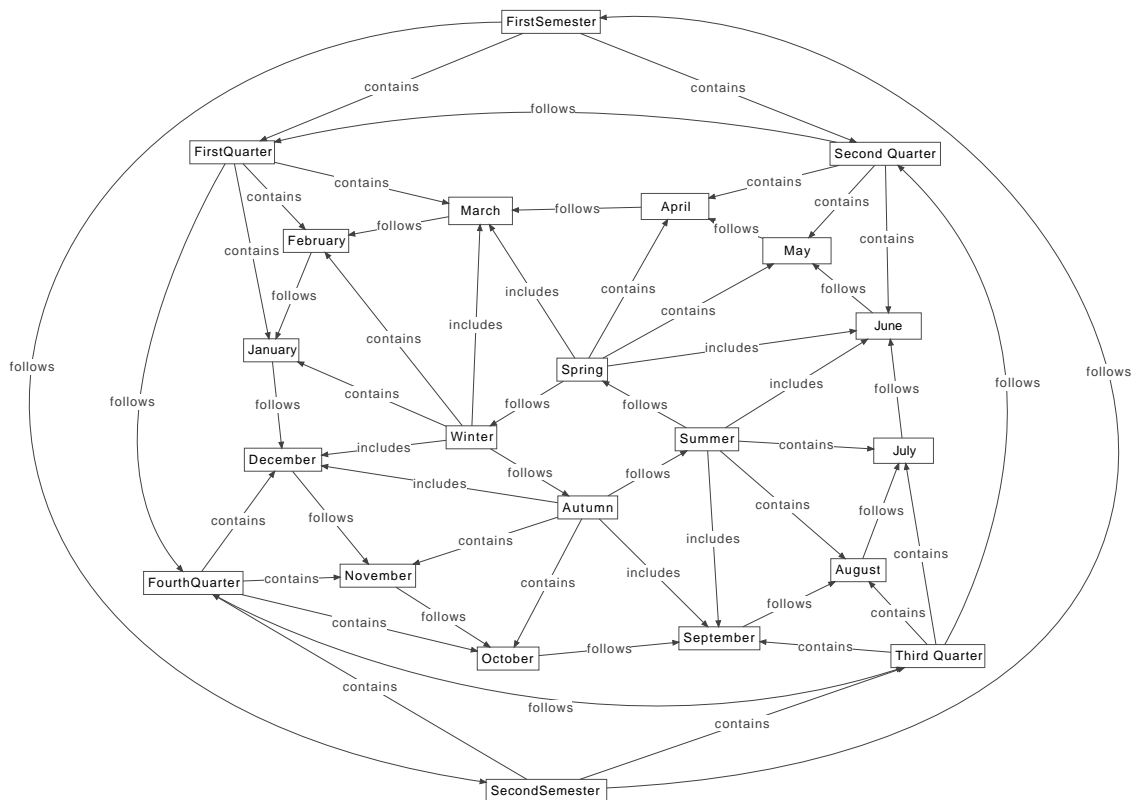 FirstSemester
contains
contains
follows
FirstQuarter
Second Quarter
contains
contains
contains
contains
March
April
follows
contains
follows
follows
February
May
contains
contains
follows
includes
contains
contains
follows
follows
June
includes
contains
January
includes
Spring
follows
follows
follows
includes
follows
contains
follows
follows
follows
follows
Winter
Summer
July
includes
contains
December
follows
follows
includes
contains
Autumn
follows
contains
follows
includes
contains
contains
August
November
includes
FourthQuarter
contains
contains
follows
contains
follows
contains
September
follows
contains
October
Third Quarter
contains
follows
contains
SecondSemester